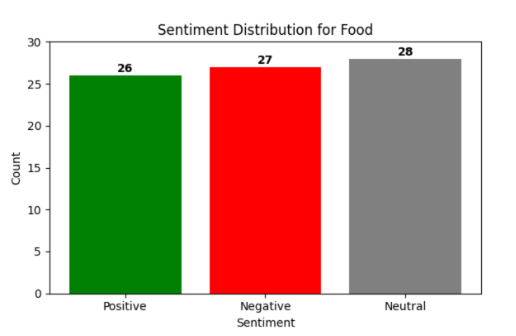 Sentiment Distribution for Food
30
25
20
15
10
5
0
Count
26
27
28
Positive
Negative
Neutral
Sentiment